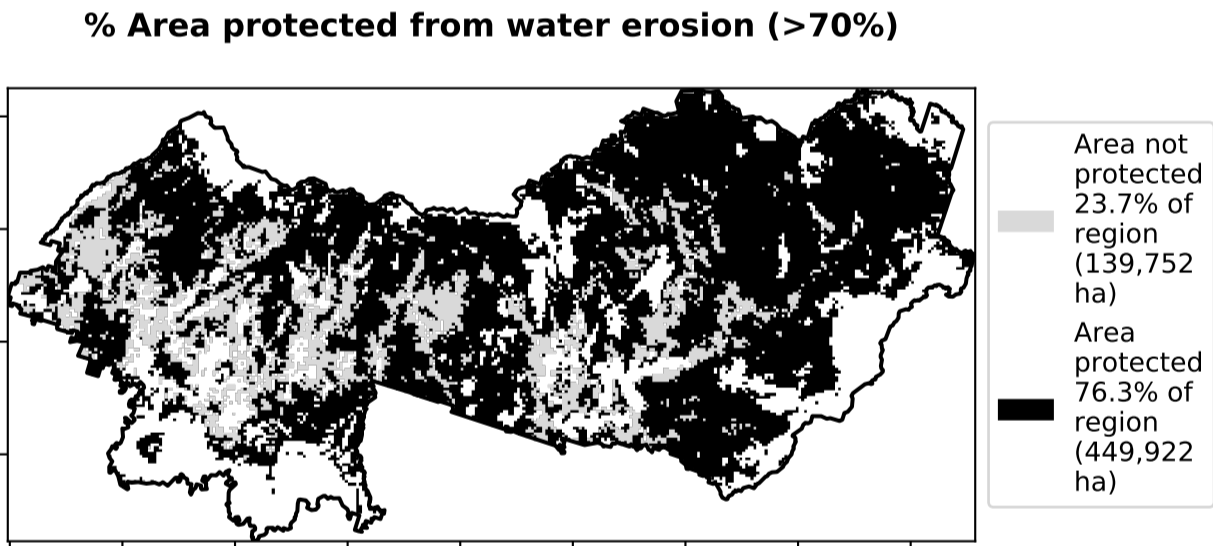 % Area protected from water erosion (>70%)
Area not
protected
23.7% of
region
(139,752
ha)
Area
protected
76.3% of
region
(449,922
ha)